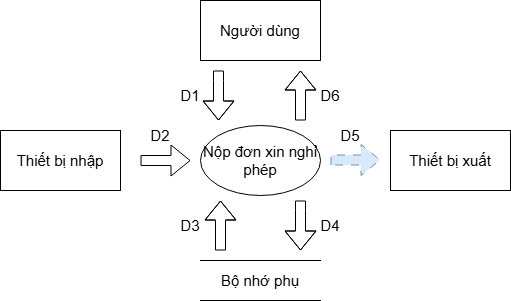 Người dùng
D1
D6
D2
D5
Thiết bị nhập
Nộp đơn xin nghỉ
phép
Thiết bị xuất
D3
D4
Bộ nhớ phụ